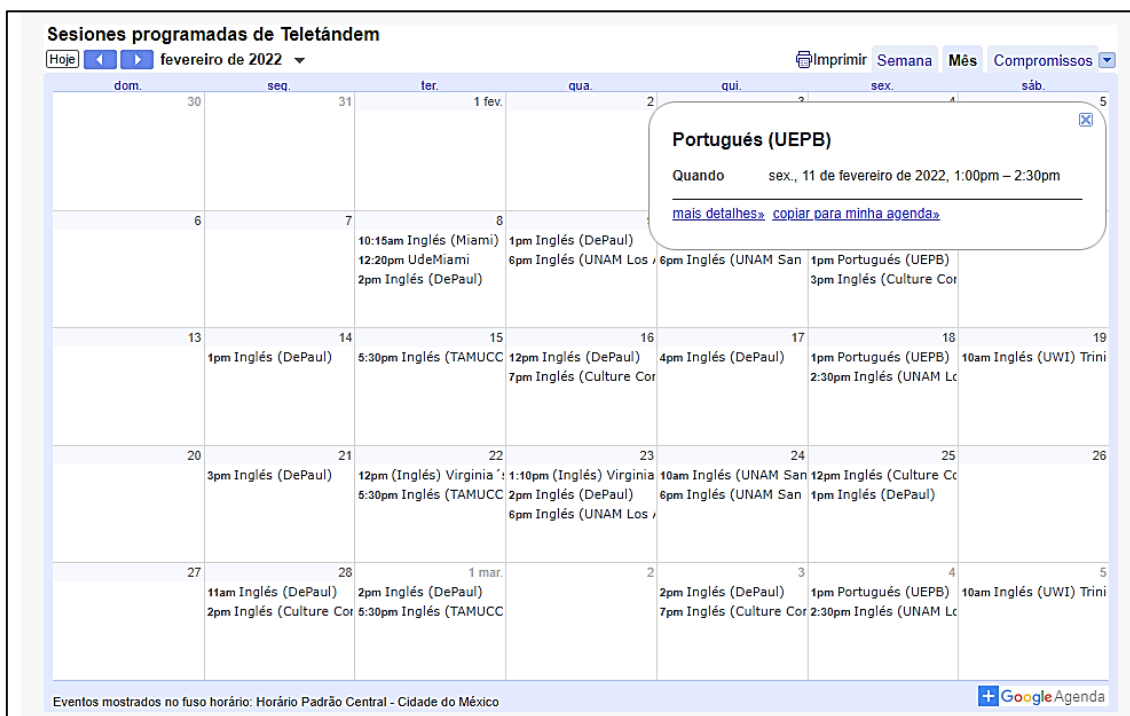 Sesiones programadas de Teletándem
Hoje fevereiro de 2022 Imprimir Semana Mês Compromissos
dom. seg. ter. qua. qui. sex. sáb.
30 31 1 fev. 2 3 4 5
Portugués (UEPB)
Quando sex., 11 de fevereiro de 2022, 1:00pm – 2:30pm
mais detalhes» copiar para minha agenda»
6 7 8
10:15am Inglés (Miami) 1pm Inglés (DePaul)
12:20pm UdeMiami 6pm Inglés (UNAM Los 6pm Inglés (UNAM San 1pm Portugués (UEPB)
2pm Inglés (DePaul) 3pm Inglés (Culture Cor
13 14 15 16 17 18 19
1pm Inglés (DePaul) 5:30pm Inglés (TAMUCC 12pm Inglés (DePaul) 4pm Inglés (DePaul) 1pm Portugués (UEPB) 10am Inglés (UWI) Trini
7pm Inglés (Culture Cor 2:30pm Inglés (UNAM Lo
20 21 22 23 24 25 26
3pm Inglés (DePaul) 12pm (Inglés) Virginia´s 1:10pm (Inglés) Virginia 10am Inglés (UNAM San 12pm Inglés (Culture Co
5:30pm Inglés (TAMUCC 2pm Inglés (DePaul) 6pm Inglés (UNAM San 1pm Inglés (DePaul)
6pm Inglés (UNAM Los
27 28 1 mar. 2 3 4 5
11am Inglés (DePaul) 2pm Inglés (DePaul) 2pm Inglés (DePaul) 1pm Portugués (UEPB) 10am Inglés (UWI) Trini
2pm Inglés (Culture Cor 5:30pm Inglés (TAMUCC 7pm Inglés (Culture Cor 2:30pm Inglés (UNAM Lo
Eventos mostrados no fuso horário: Horário Padrão Central - Cidade do México
Google Agenda